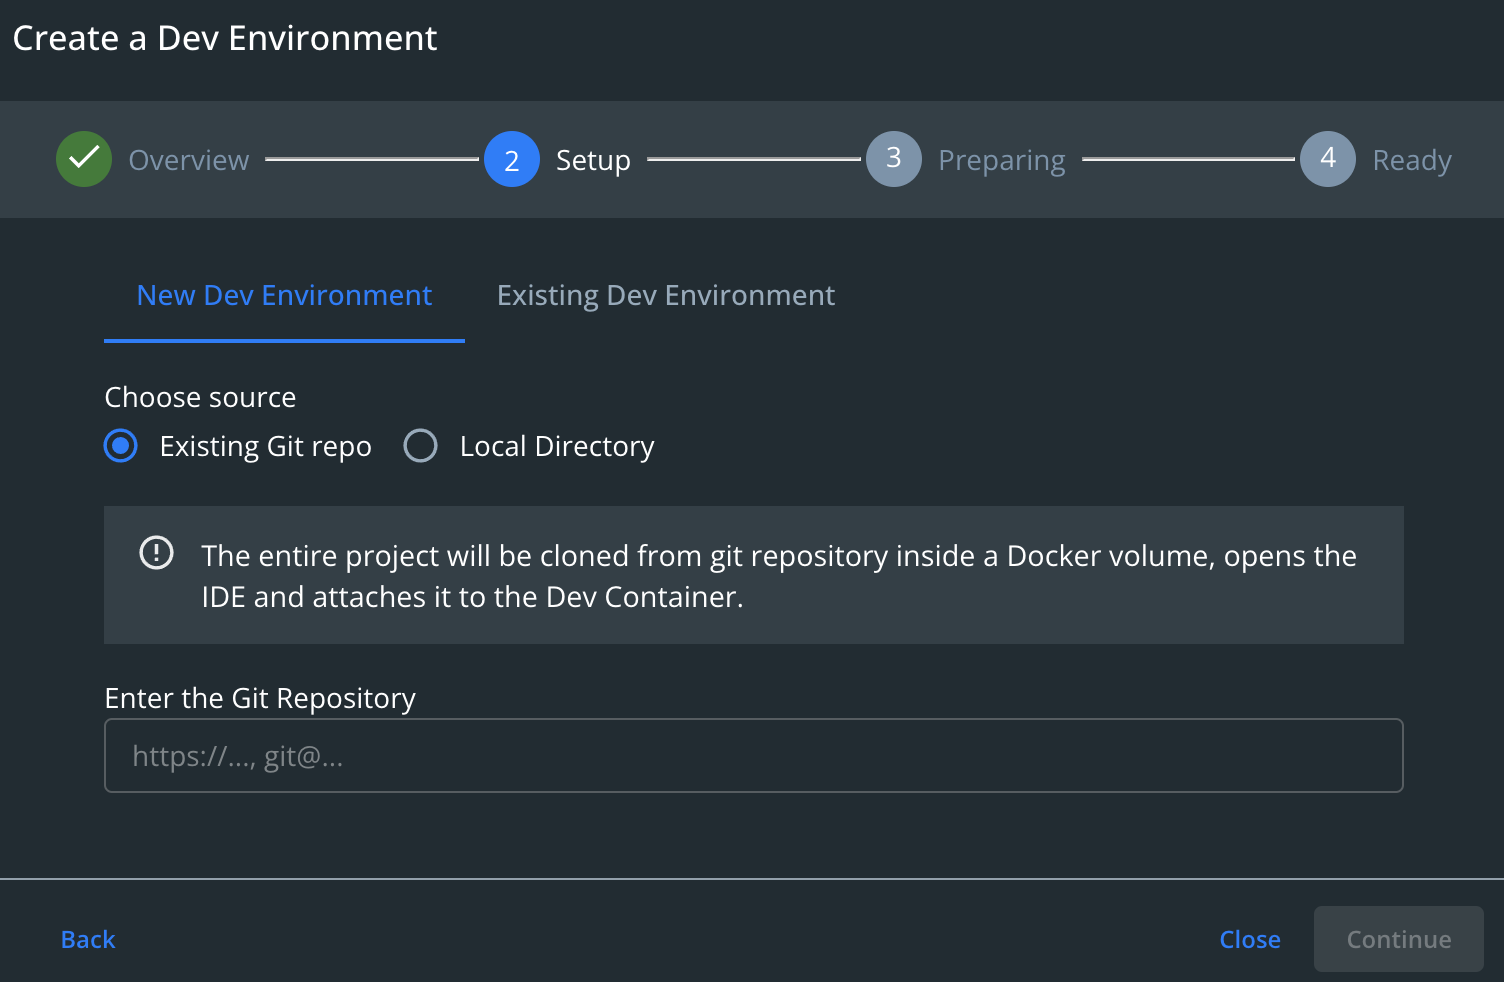 Create a Dev Environment
Overview 2 Setup 3 Preparing 4 Ready
New Dev Environment Existing Dev Environment
Choose source
Existing Git repo Local Directory
The entire project will be cloned from git repository inside a Docker volume, opens the
IDE and attaches it to the Dev Container.
Enter the Git Repository
https://..., git@...
Back Close Continue